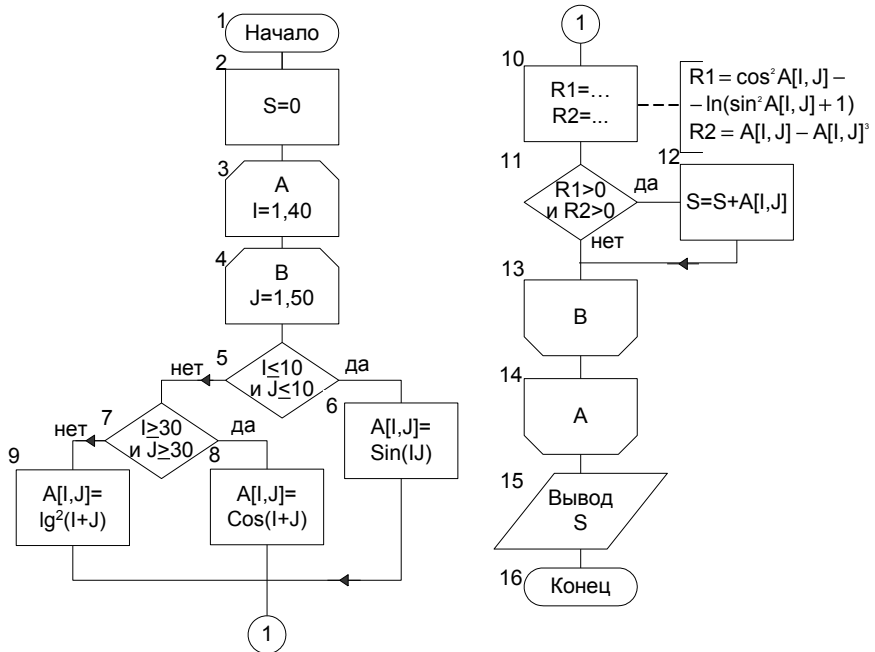 1
Начало
2
S=0
3
A
I=1,40
4
B
J=1,50
5
нет
I≤10
и J≤10
да
6
A[I,J]=
Sin(IJ)
7
нет
I≥30
и J≥30
да
8
A[I,J]=
Cos(I+J)
9
A[I,J]=
lg²(I+J)
1
1
10
R1=...
R2=...
R1 = cos² A[I, J] −
− ln(sin² A[I, J] + 1)
R2 = A[I, J] − A[I, J]³
11
R1>0
и R2>0
да
нет
12
S=S+A[I,J]
13
B
14
A
15
Вывод
S
16
Конец